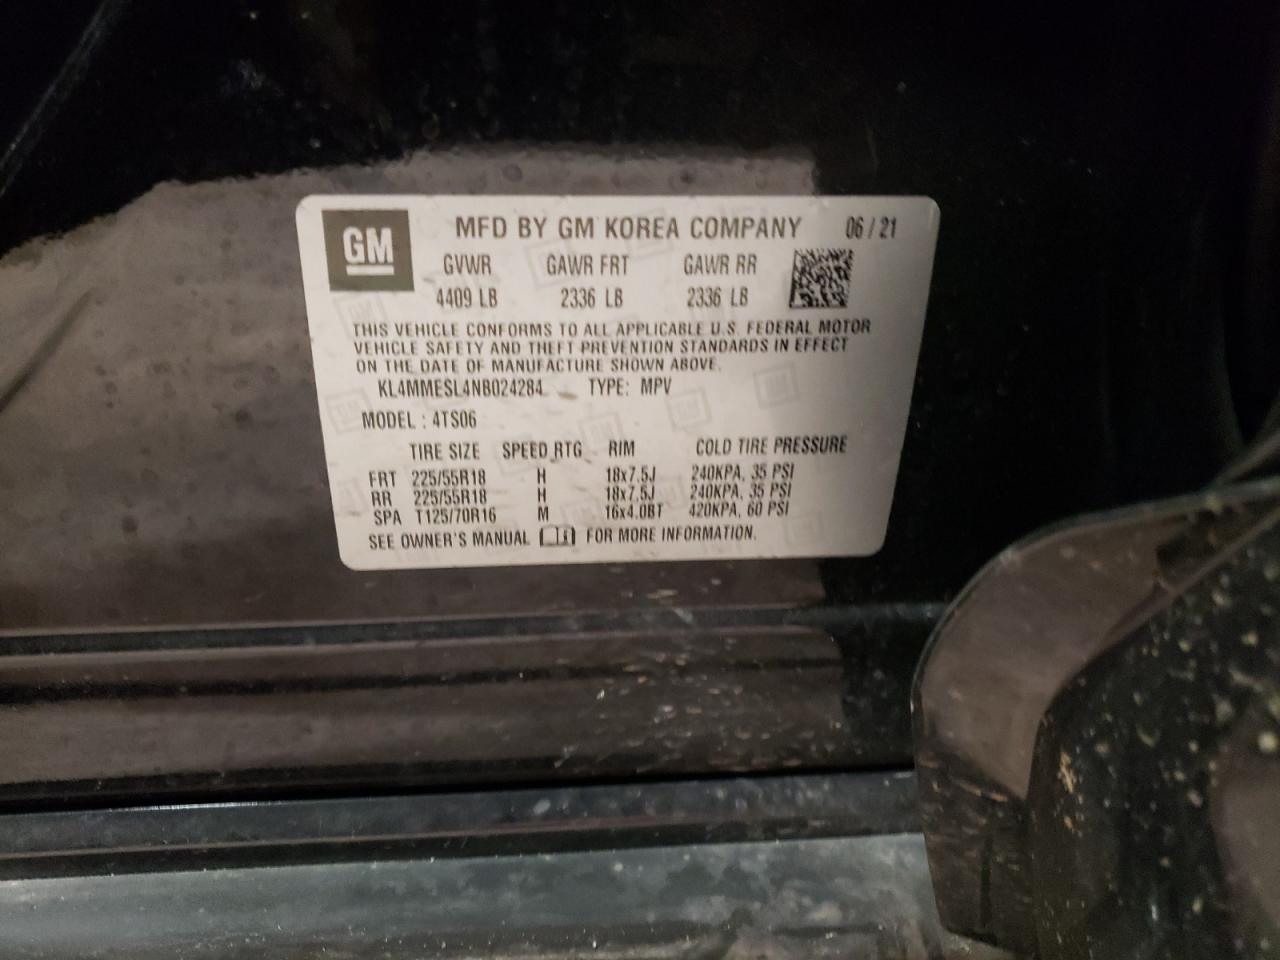 GM MFD BY GM KOREA COMPANY 06/21
GVWR GAWR FRT GAWR RR
4409 LB 2336 LB 2336 LB
THIS VEHICLE CONFORMS TO ALL APPLICABLE U.S. FEDERAL MOTOR
VEHICLE SAFETY AND THEFT PREVENTION STANDARDS IN EFFECT
ON THE DATE OF MANUFACTURE SHOWN ABOVE.
KL4MMESL4NB024284 TYPE: MPV
MODEL : 4TS06
TIRE SIZE SPEED RTG RIM COLD TIRE PRESSURE
FRT 225/55R18 H 18x7.5J 240KPA, 35 PSI
RR 225/55R18 H 18x7.5J 240KPA, 35 PSI
SPA T125/70R16 M 16x4.0BT 420KPA, 60 PSI
SEE OWNER'S MANUAL FOR MORE INFORMATION.